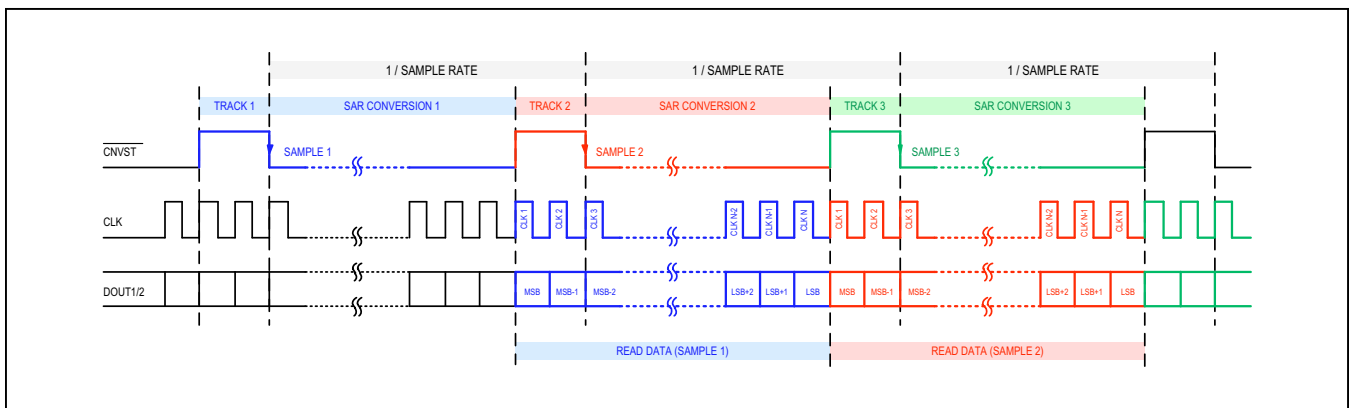 1 / SAMPLE RATE 1 / SAMPLE RATE 1 / SAMPLE RATE
TRACK 1 SAR CONVERSION 1 TRACK 2 SAR CONVERSION 2 TRACK 3 SAR CONVERSION 3
CNVST SAMPLE 1 SAMPLE 2 SAMPLE 3
CLK CLK 1 CLK 2 CLK 3 CLK N-2 CLK N-1 CLK N CLK 1 CLK 2 CLK 3 CLK N-2 CLK N-1 CLK N
DOUT1/2 MSB MSB-1 MSB-2 LSB+2 LSB+1 LSB MSB MSB-1 MSB-2 LSB+2 LSB+1 LSB
READ DATA (SAMPLE 1) READ DATA (SAMPLE 2)